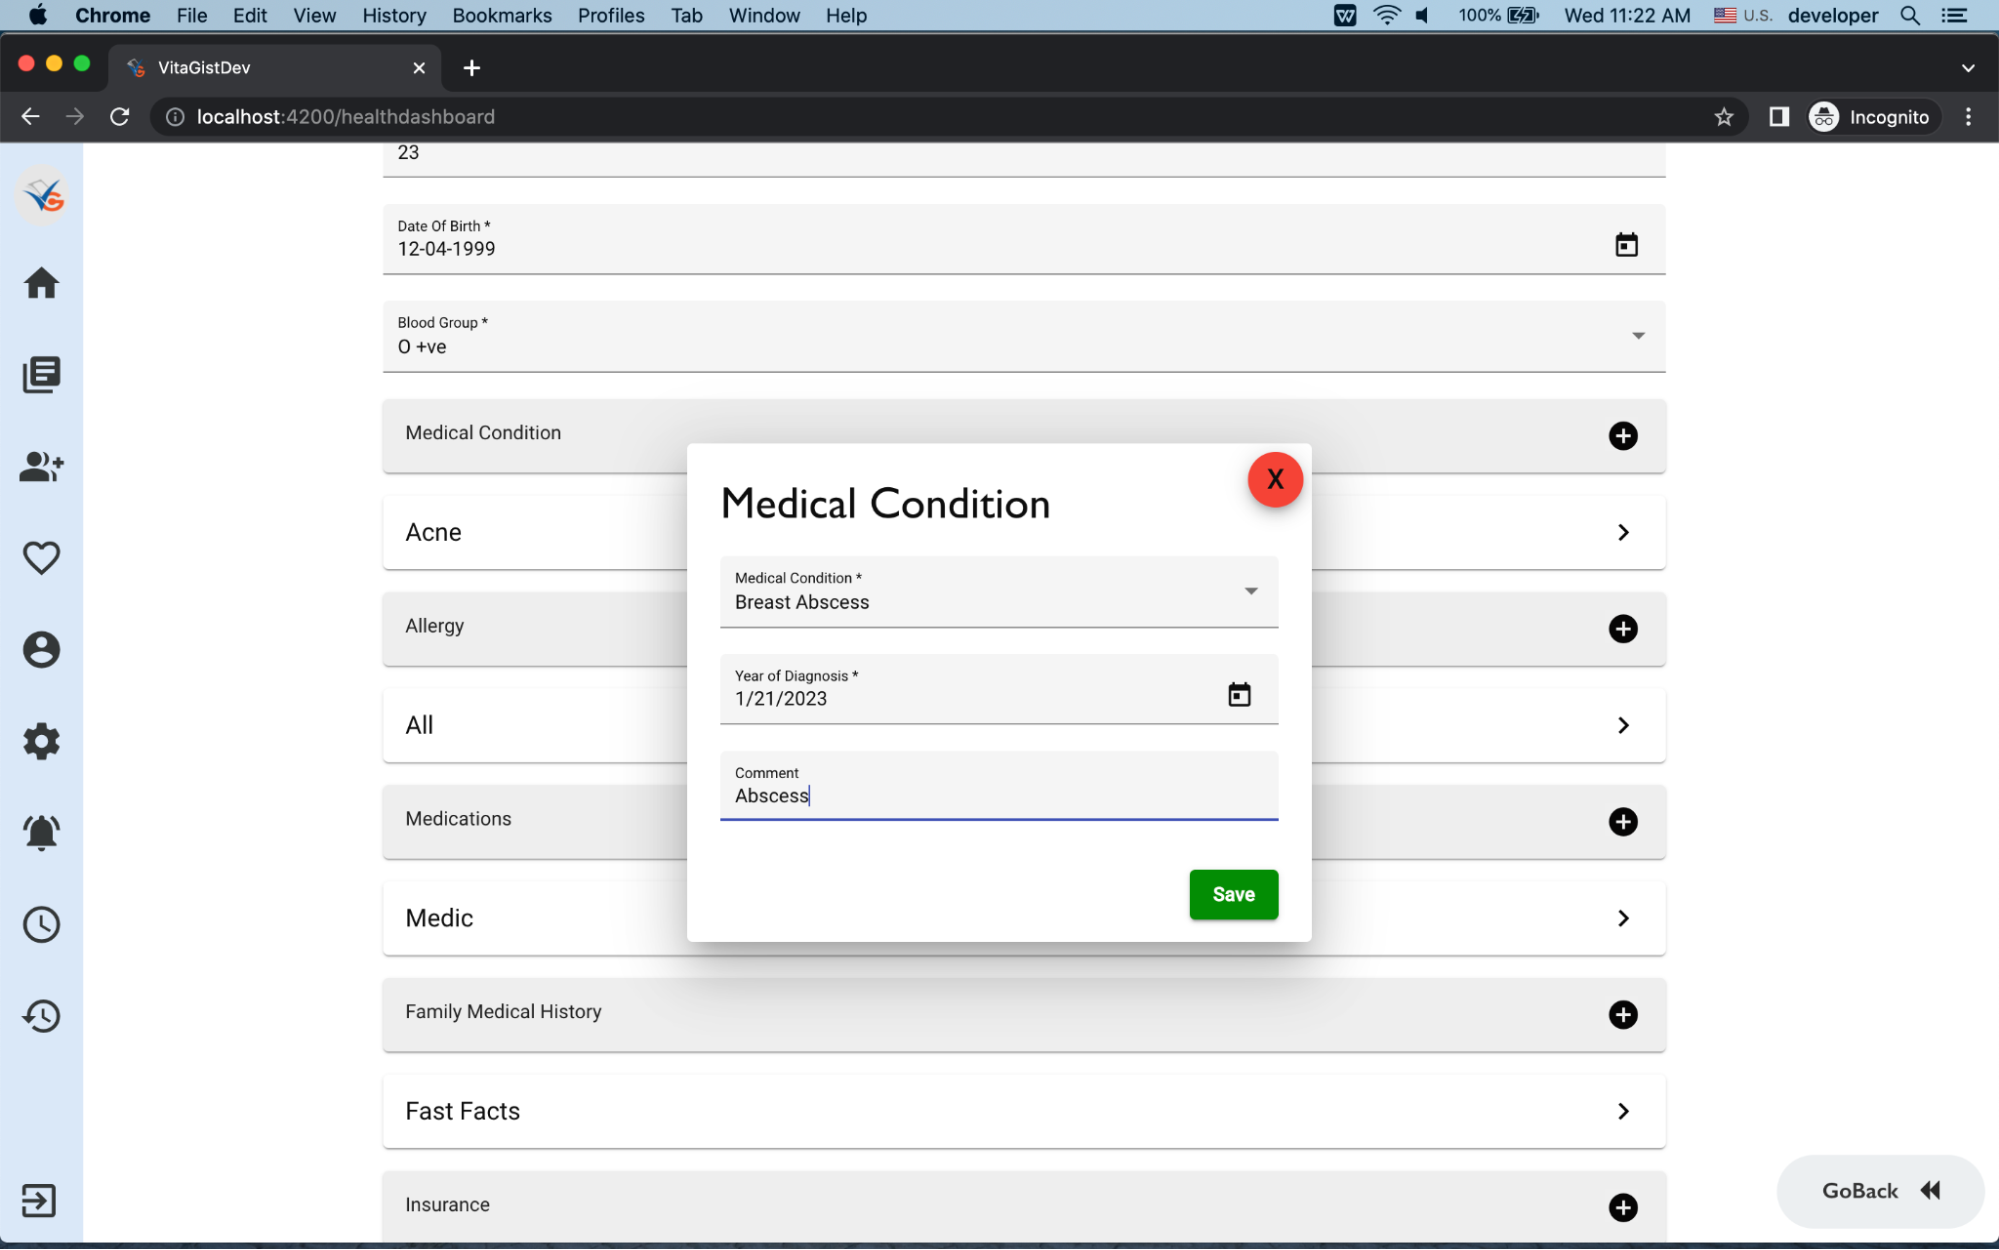 Chrome File Edit View History Bookmarks Profiles Tab Window Help 100% Wed 11:22 AM U.S. developer
VitaGistDev
localhost:4200/healthdashboard Incognito
23
Date Of Birth *
12-04-1999
Blood Group *
O +ve
Medical Condition
Acne
Allergy
All
Medications
Medic
Family Medical History
Fast Facts
Insurance
X
Medical Condition
Medical Condition *
Breast Abscess
Year of Diagnosis *
1/21/2023
Comment
Abscess
Save
GoBack